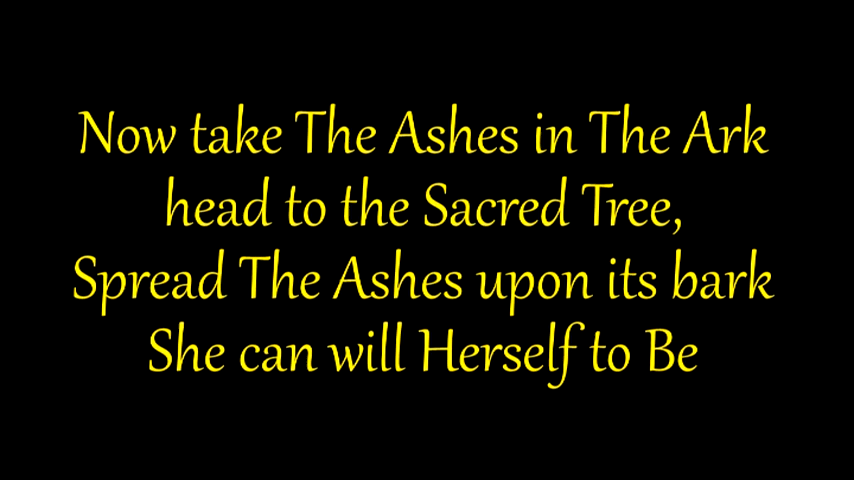 Now take The Ashes in The Ark
head to the Sacred Tree,
Spread The Ashes upon its bark
She can will Herself to Be